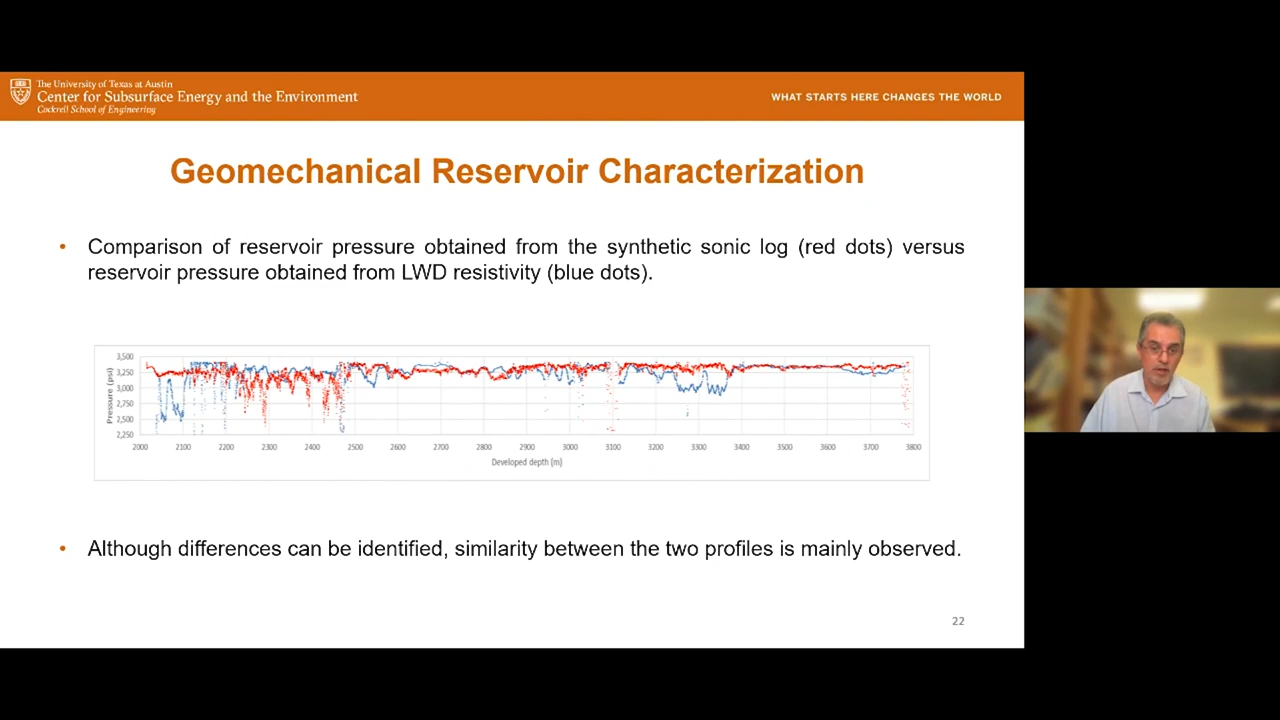 The University of Texas at Austin
Center for Subsurface Energy and the Environment
Cockrell School of Engineering
WHAT STARTS HERE CHANGES THE WORLD
Geomechanical Reservoir Characterization
• Comparison of reservoir pressure obtained from the synthetic sonic log (red dots) versus
reservoir pressure obtained from LWD resistivity (blue dots).
Pressure (psi)
3,500
3,250
3,000
2,750
2,500
2,250
2000 2100 2200 2300 2400 2500 2600 2700 2800 2900 3000 3100 3200 3300 3400 3500 3600 3700 3800
Developed depth (m)
• Although differences can be identified, similarity between the two profiles is mainly observed.
22